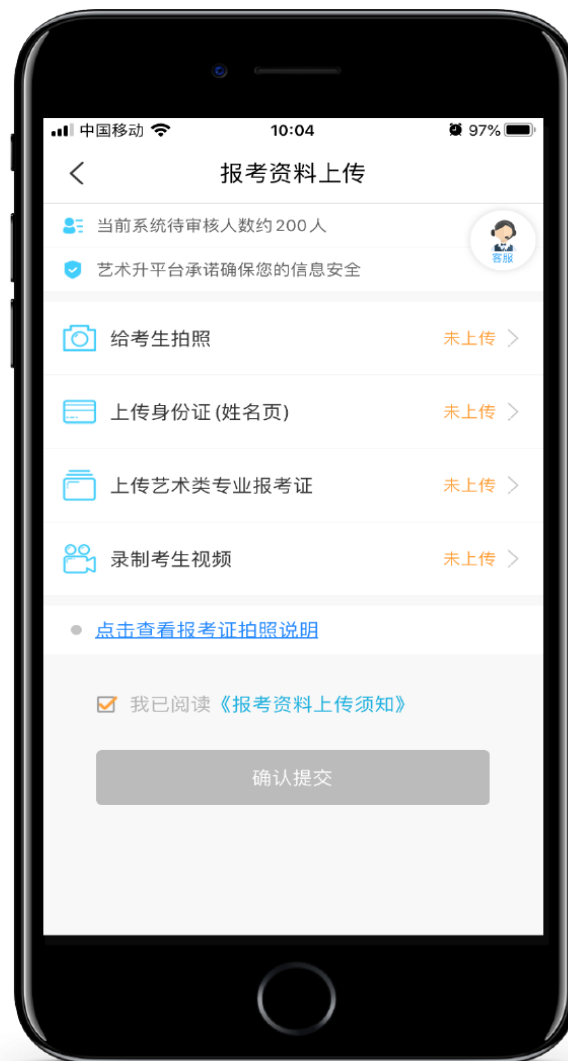 中国移动 10:04 97%
报考资料上传
当前系统待审核人数约200人
客服
艺术升平台承诺确保您的信息安全
给考生拍照 未上传
上传身份证(姓名页) 未上传
上传艺术类专业报考证 未上传
录制考生视频 未上传
点击查看报考证拍照说明
我已阅读《报考资料上传须知》
确认提交